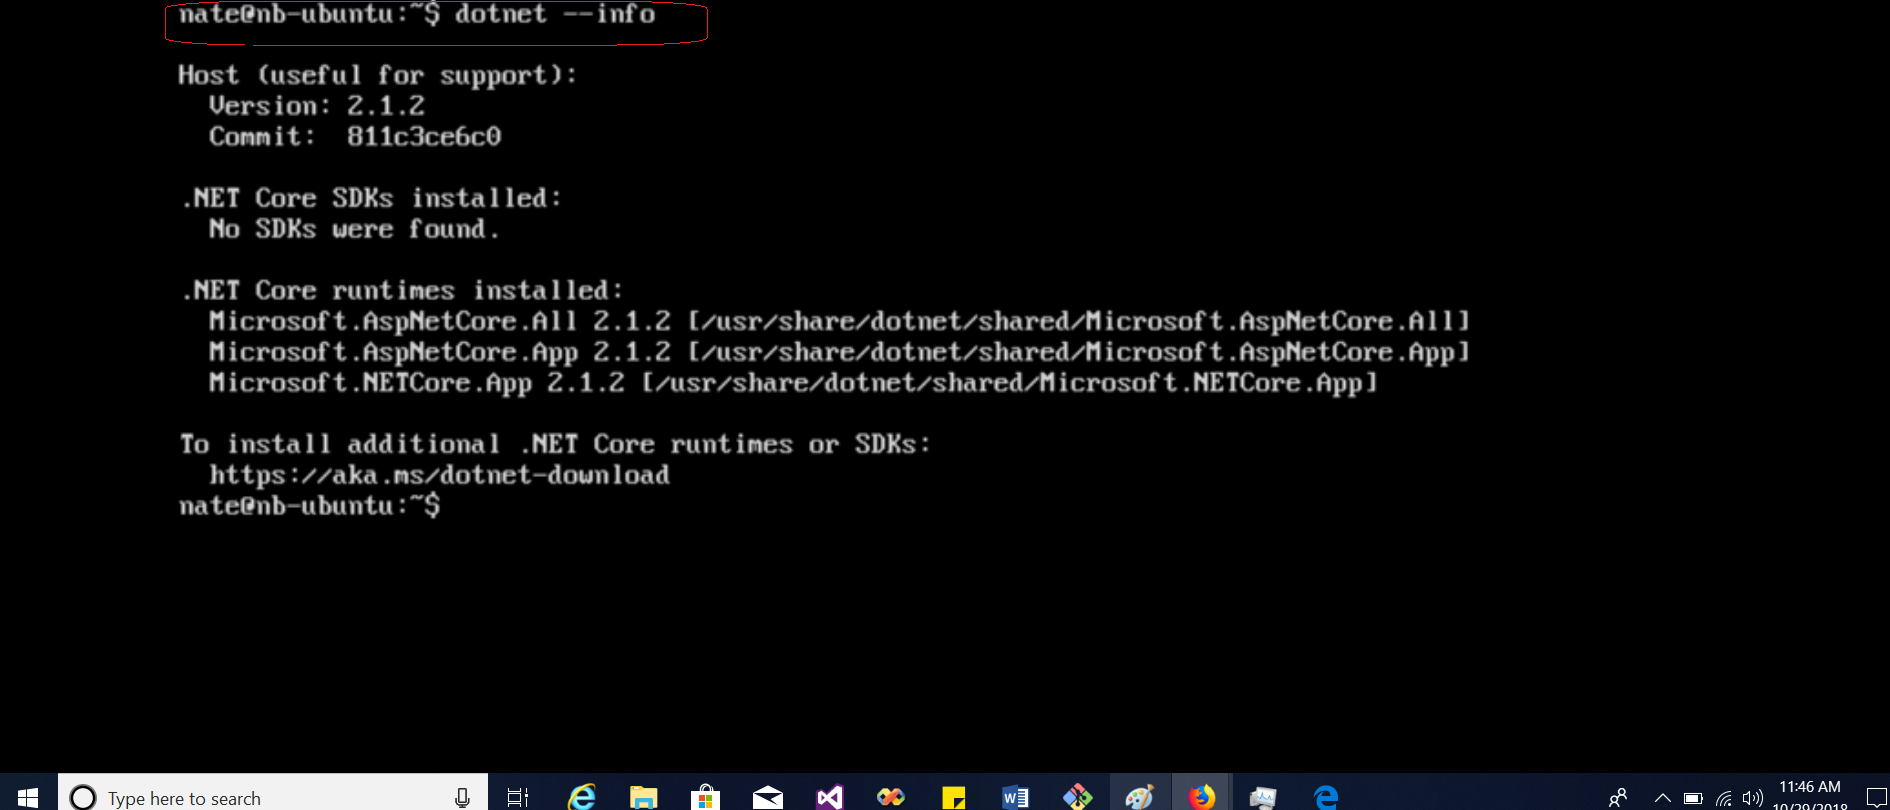 nate@nb-ubuntu:~$ dotnet --info
Host (useful for support):
Version: 2.1.2
Commit: 811c3ce6c0
.NET Core SDKs installed:
No SDKs were found.
.NET Core runtimes installed:
Microsoft.AspNetCore.All 2.1.2 [/usr/share/dotnet/shared/Microsoft.AspNetCore.All]
Microsoft.AspNetCore.App 2.1.2 [/usr/share/dotnet/shared/Microsoft.AspNetCore.App]
Microsoft.NETCore.App 2.1.2 [/usr/share/dotnet/shared/Microsoft.NETCore.App]
To install additional .NET Core runtimes or SDKs:
https://aka.ms/dotnet-download
nate@nb-ubuntu:~$
Type here to search
11:46 AM
10/29/2018